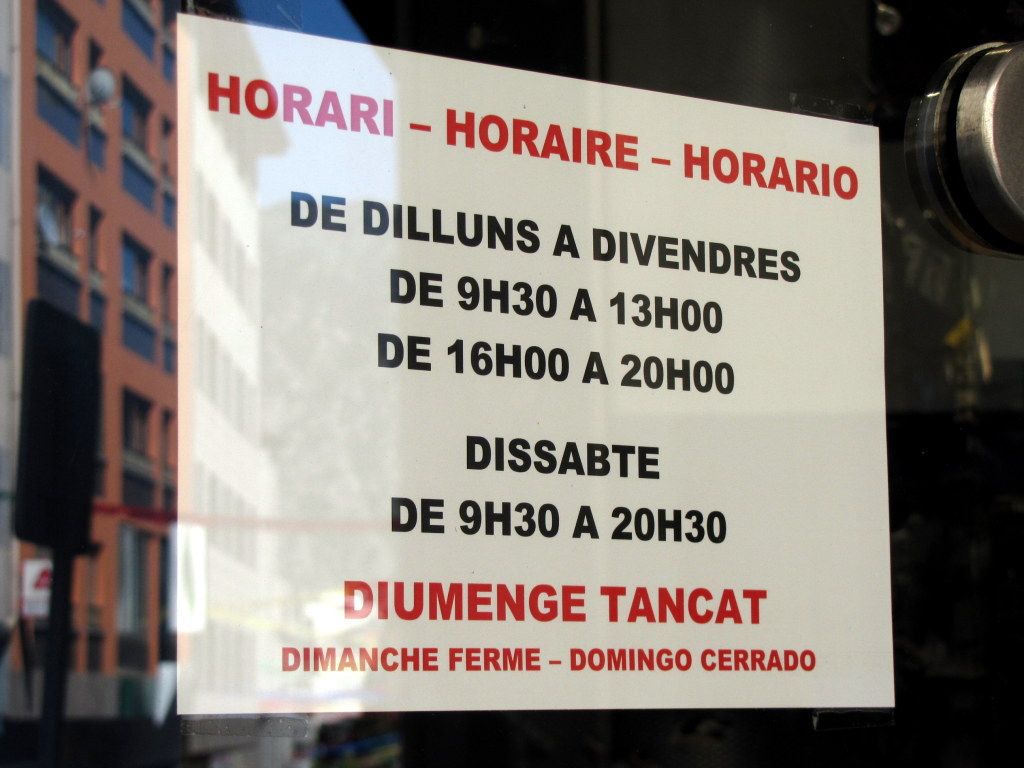 HORARI – HORAIRE – HORARIO
DE DILLUNS A DIVENDRES
DE 9H30 A 13H00
DE 16H00 A 20H00
DISSABTE
DE 9H30 A 20H30
DIUMENGE TANCAT
DIMANCHE FERME – DOMINGO CERRADO